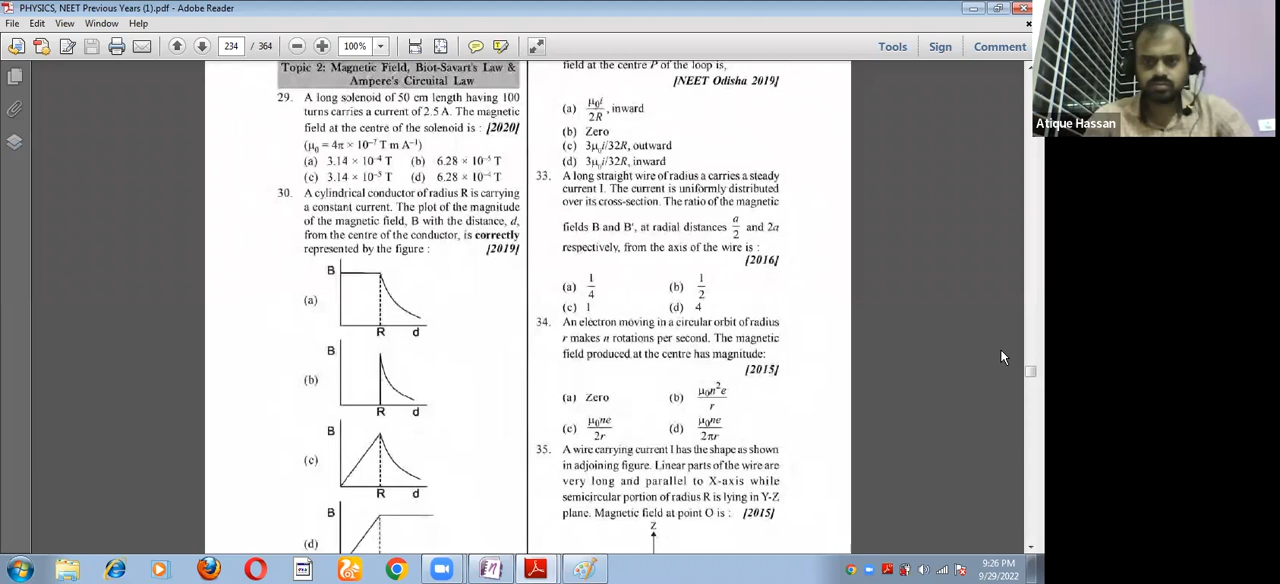 PHYSICS, NEET Previous Years (1).pdf - Adobe Reader
File Edit View Window Help
234 / 364 100% Tools Sign Comment
Topic 2: Magnetic Field, Biot-Savart's Law &
Ampere's Circuital Law
29. A long solenoid of 50 cm length having 100
turns carries a current of 2.5 A. The magnetic
field at the centre of the solenoid is : [2020]
(μ₀ = 4π × 10⁻⁷ T m A⁻¹)
(a) 3.14 × 10⁻⁴ T (b) 6.28 × 10⁻⁵ T
(c) 3.14 × 10⁻⁵ T (d) 6.28 × 10⁻⁴ T
30. A cylindrical conductor of radius R is carrying
a constant current. The plot of the magnitude
of the magnetic field, B with the distance, d,
from the centre of the conductor, is correctly
represented by the figure : [2019]
B
(a)
R d
B
(b)
R d
B
(c)
R d
B
(d)
field at the centre P of the loop is,
[NEET Odisha 2019]
(a) μ₀i/2R, inward
(b) Zero
(c) 3μ₀i/32R, outward
(d) 3μ₀i/32R, inward
33. A long straight wire of radius a carries a steady
current I. The current is uniformly distributed
over its cross-section. The ratio of the magnetic
fields B and B', at radial distances a/2 and 2a
respectively, from the axis of the wire is :
[2016]
(a) 1/4 (b) 1/2
(c) 1 (d) 4
34. An electron moving in a circular orbit of radius
r makes n rotations per second. The magnetic
field produced at the centre has magnitude:
[2015]
(a) Zero (b) μ₀n²e/r
(c) μ₀ne/2r (d) μ₀ne/2πr
35. A wire carrying current I has the shape as shown
in adjoining figure. Linear parts of the wire are
very long and parallel to X-axis while
semicircular portion of radius R is lying in Y-Z
plane. Magnetic field at point O is : [2015]
Z
Atique Hassan
9:26 PM
9/29/2022